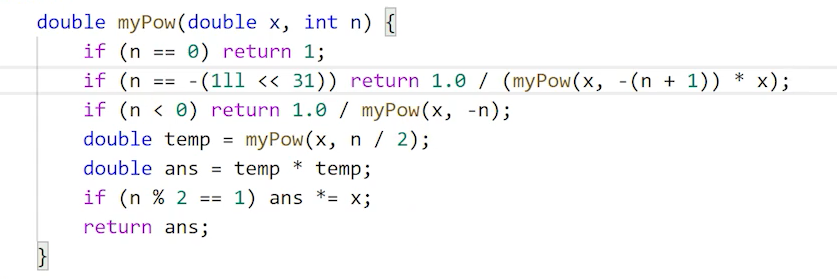 double myPow(double x, int n) {
    if (n == 0) return 1;
    if (n == -(1ll << 31)) return 1.0 / (myPow(x, -(n + 1)) * x);
    if (n < 0) return 1.0 / myPow(x, -n);
    double temp = myPow(x, n / 2);
    double ans = temp * temp;
    if (n % 2 == 1) ans *= x;
    return ans;
}